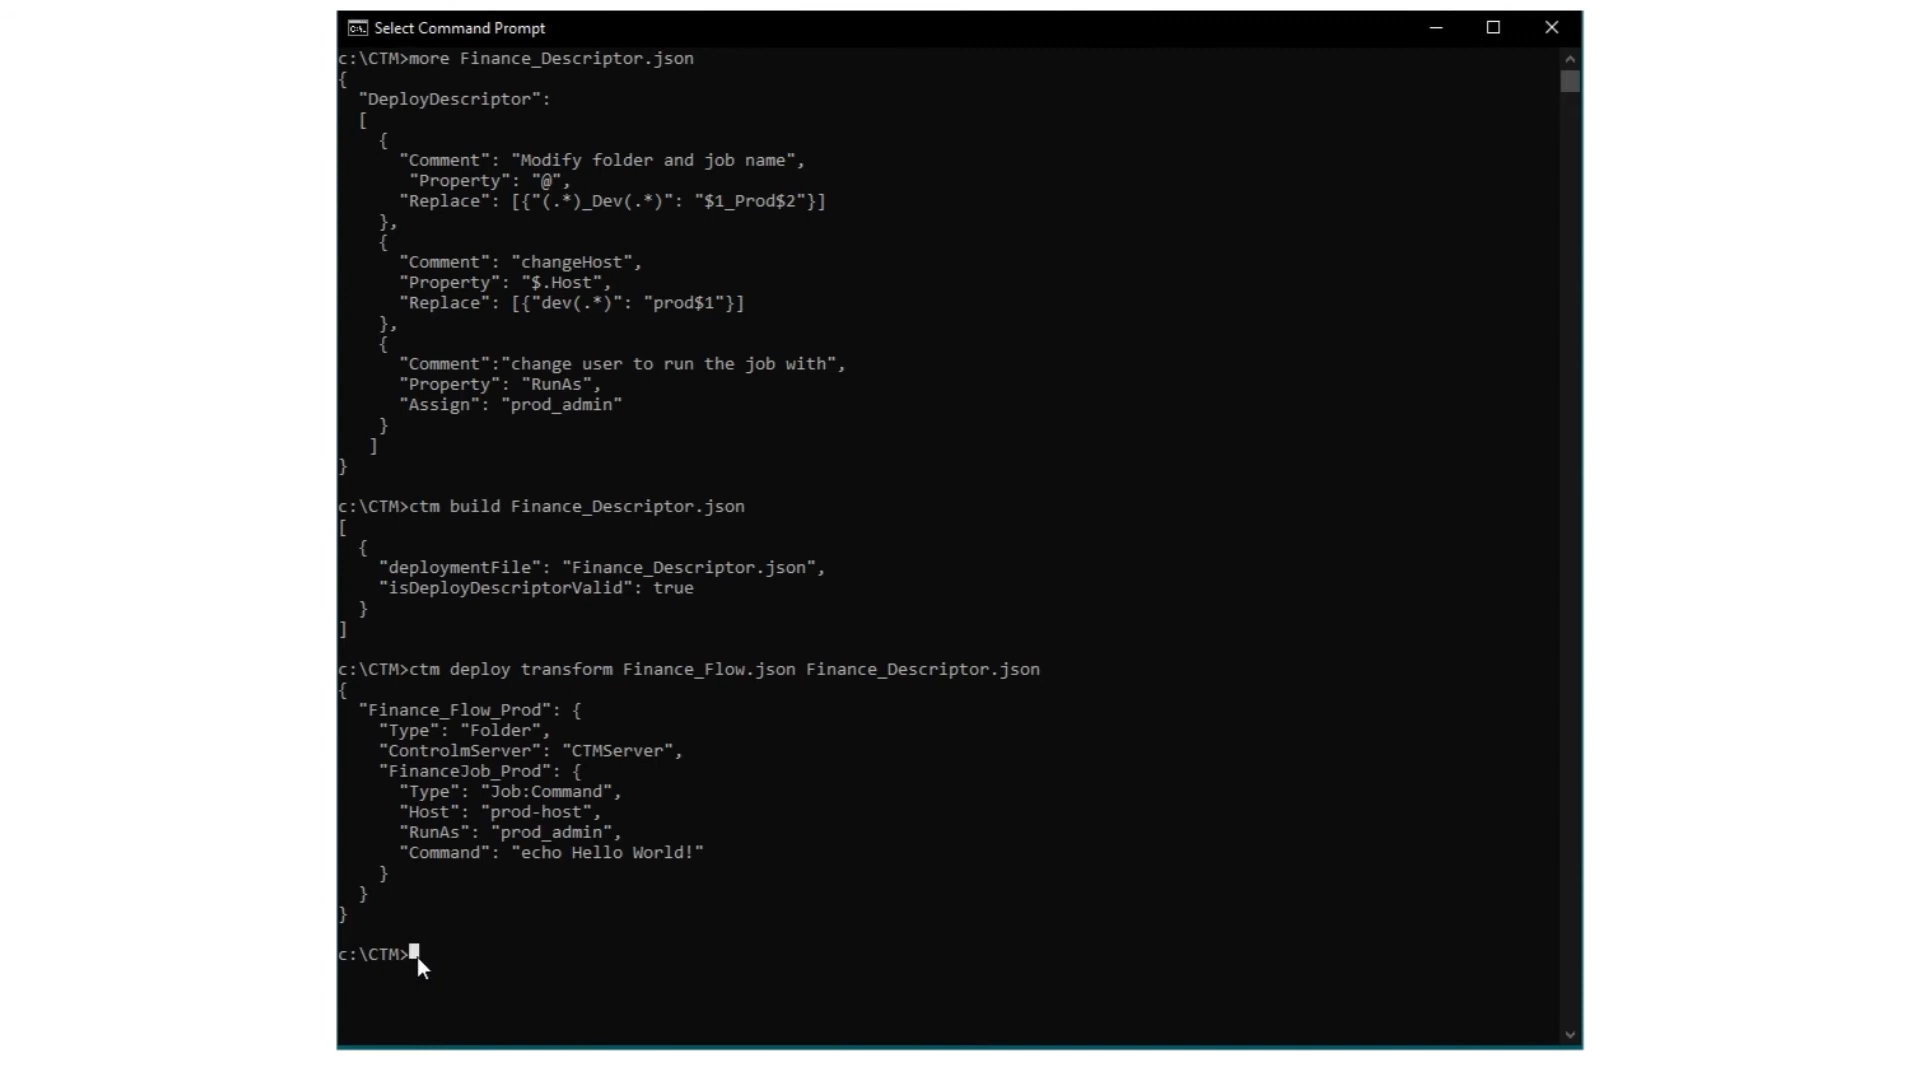 Select Command Prompt
c:\CTM>more Finance_Descriptor.json
{
  "DeployDescriptor":
  [
    {
      "Comment": "Modify folder and job name",
       "Property": "@",
      "Replace": [{"(.*)_Dev(.*)": "$1_Prod$2"}]
    },
    {
      "Comment": "changeHost",
      "Property": "$.Host",
      "Replace": [{"dev(.*)": "prod$1"}]
    },
    {
      "Comment":"change user to run the job with",
      "Property": "RunAs",
      "Assign": "prod_admin"
    }
   ]
}
c:\CTM>ctm build Finance_Descriptor.json
[
  {
    "deploymentFile": "Finance_Descriptor.json",
    "isDeployDescriptorValid": true
  }
]
c:\CTM>ctm deploy transform Finance_Flow.json Finance_Descriptor.json
{
  "Finance_Flow_Prod": {
    "Type": "Folder",
    "ControlmServer": "CTMServer",
    "FinanceJob_Prod": {
      "Type": "Job:Command",
      "Host": "prod-host",
      "RunAs": "prod_admin",
      "Command": "echo Hello World!"
    }
  }
}
c:\CTM>